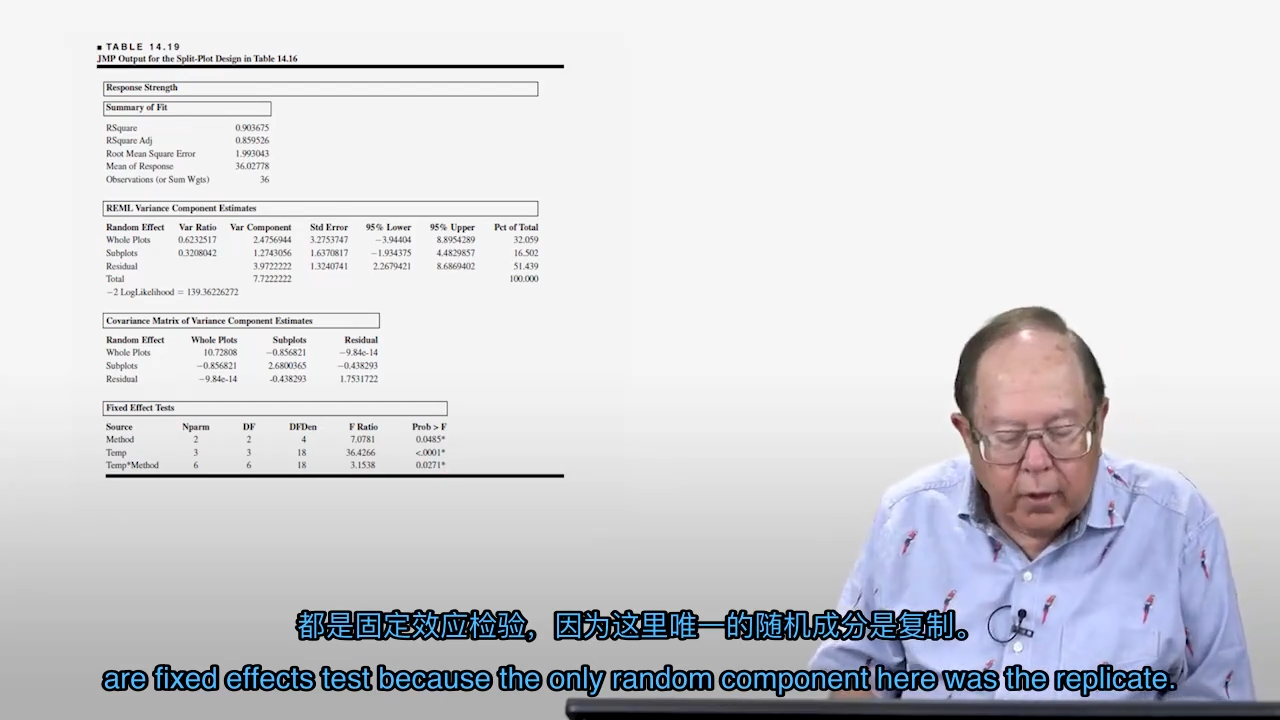 ■ TABLE 14.19
JMP Output for the Split-Plot Design in Table 14.16
Response Strength
Summary of Fit
RSquare 0.903675
RSquare Adj 0.859526
Root Mean Square Error 1.993043
Mean of Response 36.02778
Observations (or Sum Wgts) 36
REML Variance Component Estimates
Random Effect Var Ratio Var Component Std Error 95% Lower 95% Upper Pct of Total
Whole Plots 0.6232517 2.4756944 3.2753747 −3.94404 8.8954289 32.059
Subplots 0.3208042 1.2743056 1.6370817 −1.934375 4.4829857 16.502
Residual 3.9722222 1.3240741 2.2679421 8.6869402 51.439
Total 7.7222222 100.000
−2 LogLikelihood = 139.36226272
Covariance Matrix of Variance Component Estimates
Random Effect Whole Plots Subplots Residual
Whole Plots 10.72808 −0.856821 −9.84e-14
Subplots −0.856821 2.6800365 −0.438293
Residual −9.84e-14 -0.438293 1.7531722
Fixed Effect Tests
Source Nparm DF DFDen F Ratio Prob > F
Method 2 2 4 7.0781 0.0485*
Temp 3 3 18 36.4266 <.0001*
Temp*Method 6 6 18 3.1538 0.0271*
都是固定效应检验，因为这里唯一的随机成分是复制。
are fixed effects test because the only random component here was the replicate.